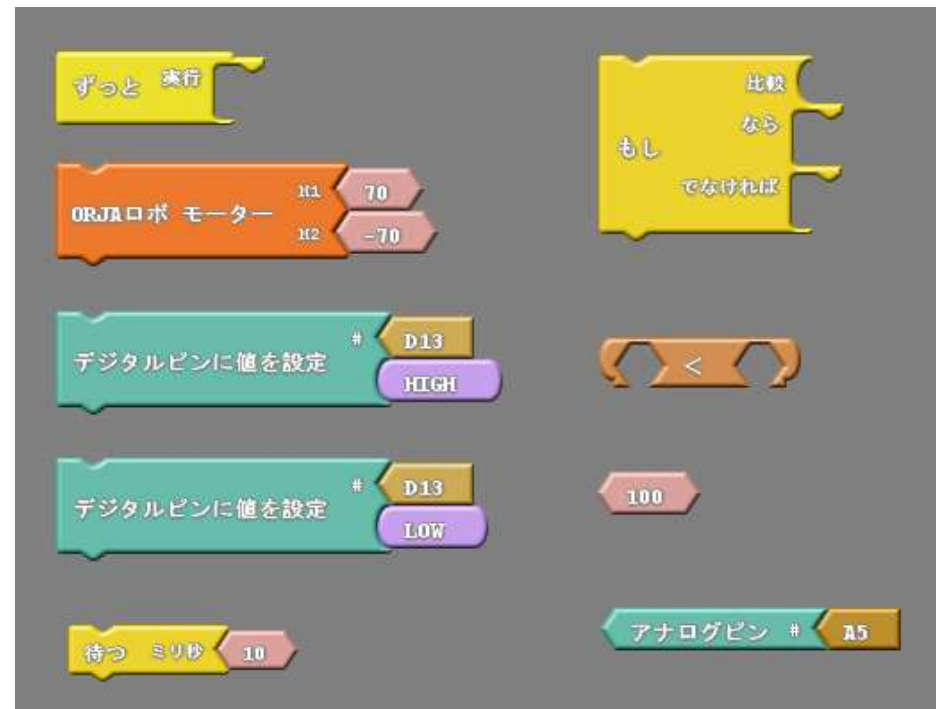 ずっと 実行
ORJAロボ モーター M1 70
M2 -70
デジタルピンに値を設定 # D13
HIGH
デジタルピンに値を設定 # D13
LOW
待つ ミリ秒 10
もし 比較
なら
でなければ
<
100
アナログピン # A5